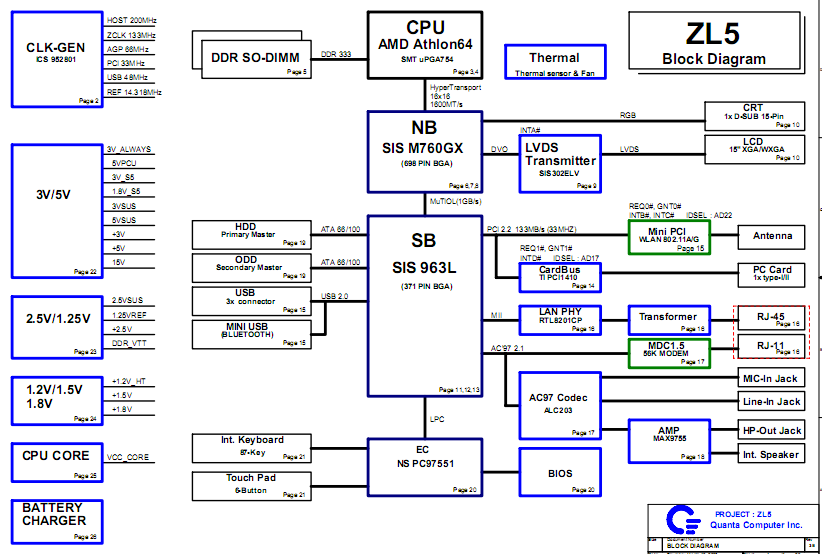 CLK-GEN
ICS 952801
Page 2
HOST 200MHz
ZCLK 133MHz
AGP 66MHz
PCI 33MHz
USB 48MHz
REF 14.318MHz
DDR SO-DIMM
Page 5
DDR 333
CPU
AMD Athlon64
SMT uPGA754
Page 3,4
Thermal
Thermal sensor & Fan
ZL5
Block Diagram
HyperTransport
16x16
1600MT/s
NB
SIS M760GX
(698 PIN BGA)
Page 6,7,8
RGB
CRT
1x D-SUB 15-Pin
Page 10
DVO
INTA#
LVDS
Transmitter
SIS302ELV
Page 9
LVDS
LCD
15" XGA/WXGA
Page 10
3V/5V
Page 22
3V_ALWAYS
5VPCU
3V_S5
1.8V_S5
3VSUS
5VSUS
+3V
+5V
15V
MuTIOL(1GB/s)
HDD
Primary Master
Page 19
ATA 66/100
ODD
Secondary Master
Page 19
ATA 66/100
USB
3x connector
Page 15
USB 2.0
MINI USB
(BLUETOOTH)
Page 15
SB
SIS 963L
(371 PIN BGA)
Page 11,12,13
PCI 2.2 133MB/s (33MHz)
REQ0#, GNT0#
INTB#, INTC# IDSEL : AD22
Mini PCI
WLAN 802.11A/G
Page 15
Antenna
REQ1#, GNT1#
INTD# IDSEL : AD17
CardBus
TI PCI1410
Page 14
PC Card
1x type-I/II
MII
LAN PHY
RTL8201CP
Page 16
Transformer
Page 16
RJ-45
Page 16
AC'97 2.1
MDC1.5
56K MODEM
Page 17
RJ-11
Page 16
AC97 Codec
ALC203
Page 17
MIC-In Jack
Line-In Jack
AMP
MAX9755
Page 18
HP-Out Jack
Int. Speaker
2.5V/1.25V
Page 23
2.5VSUS
1.25VREF
+2.5V
DDR_VTT
1.2V/1.5V
1.8V
Page 24
+1.2V_HT
+1.5V
+1.8V
CPU CORE
Page 25
VCC_CORE
BATTERY
CHARGER
Page 26
LPC
Int. Keyboard
87-Key
Page 21
Touch Pad
6-Button
Page 21
EC
NS PC97551
Page 20
BIOS
Page 20
PROJECT : ZL5
Quanta Computer Inc.
Size
Document Number
Rev
BLOCK DIAGRAM